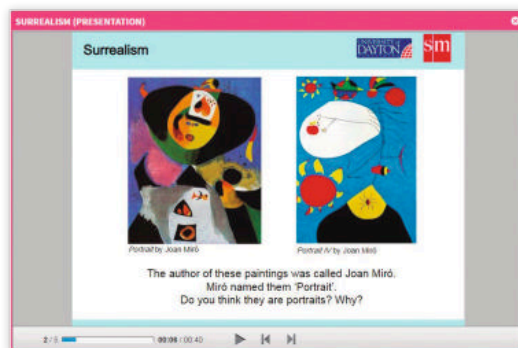 SURREALISM (PRESENTATION)
Surrealism
UNIVERSITY of
DAYTON
sm
Portrait by Joan Miró
Portrait IV by Joan Miró
The author of these paintings was called Joan Miró.
Miró named them 'Portrait'.
Do you think they are portraits? Why?
2 / 5
00:06 / 00:40